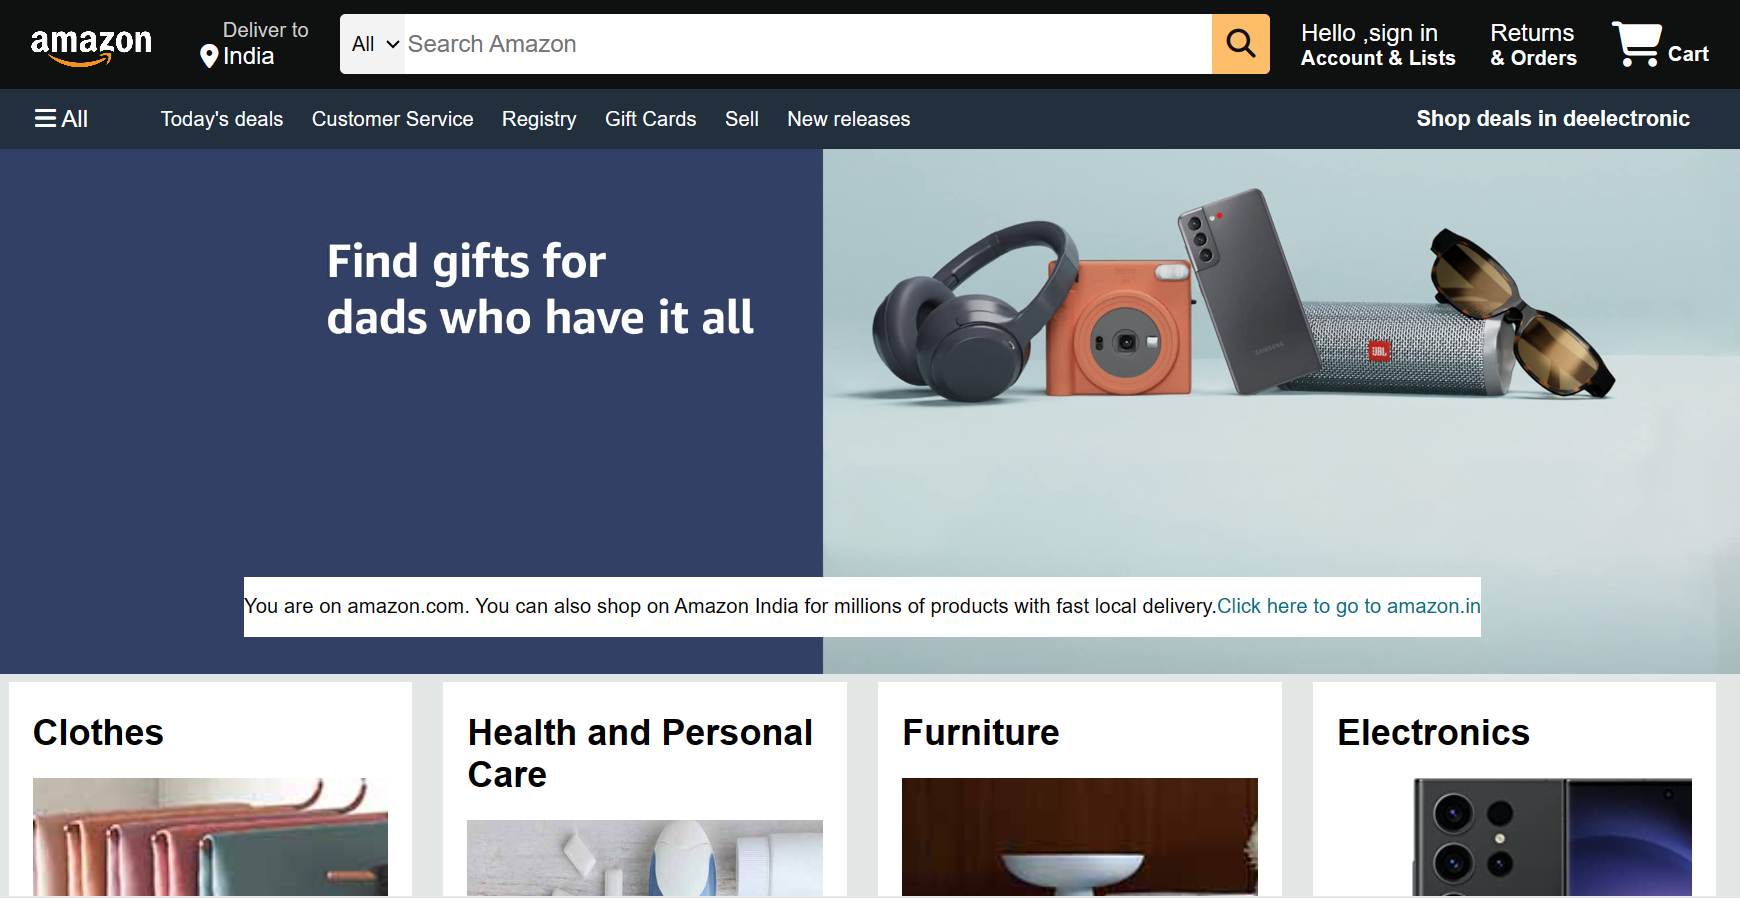 amazon
Deliver to
India
All
Search Amazon
Hello ,sign in
Account & Lists
Returns
& Orders
Cart
All
Today's deals
Customer Service
Registry
Gift Cards
Sell
New releases
Shop deals in deelectronic
Find gifts for
dads who have it all
SAMSUNG
JBL
You are on amazon.com. You can also shop on Amazon India for millions of products with fast local delivery.Click here to go to amazon.in
Clothes
Health and Personal
Care
Furniture
Electronics